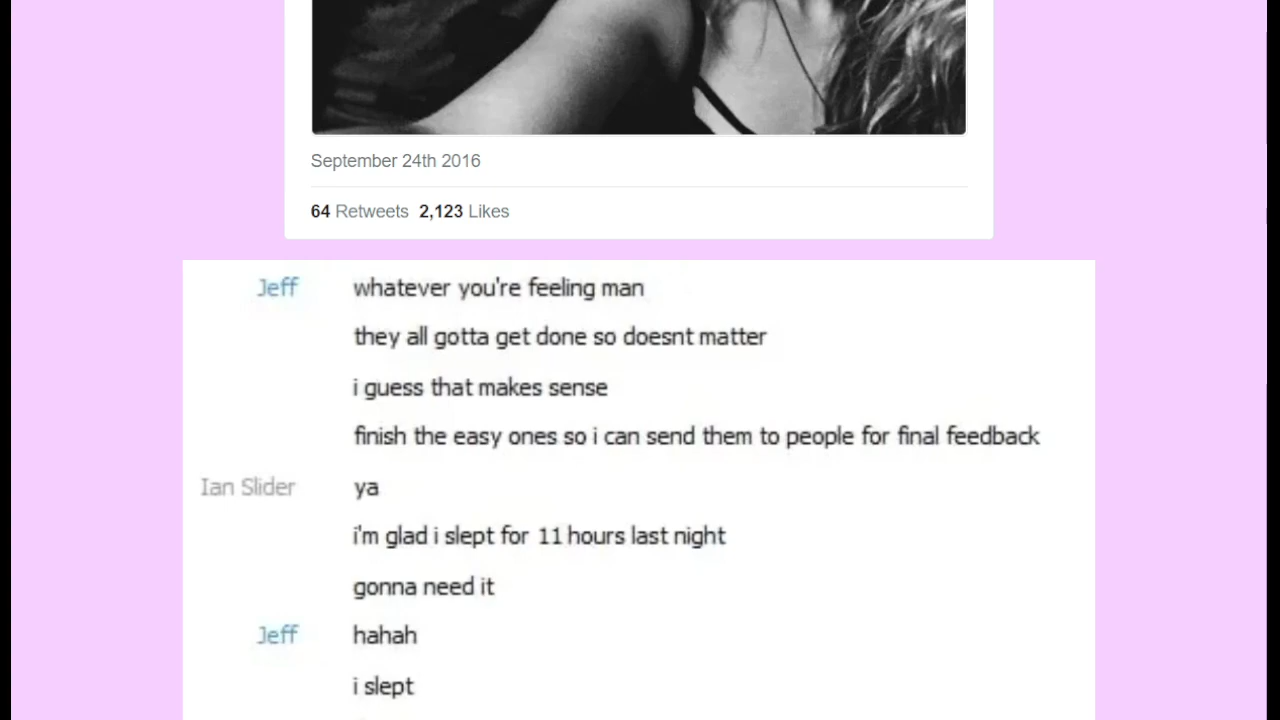 September 24th 2016
64 Retweets 2,123 Likes
Jeff whatever you're feeling man
they all gotta get done so doesnt matter
i guess that makes sense
finish the easy ones so i can send them to people for final feedback
Ian Slider ya
i'm glad i slept for 11 hours last night
gonna need it
Jeff hahah
i slept